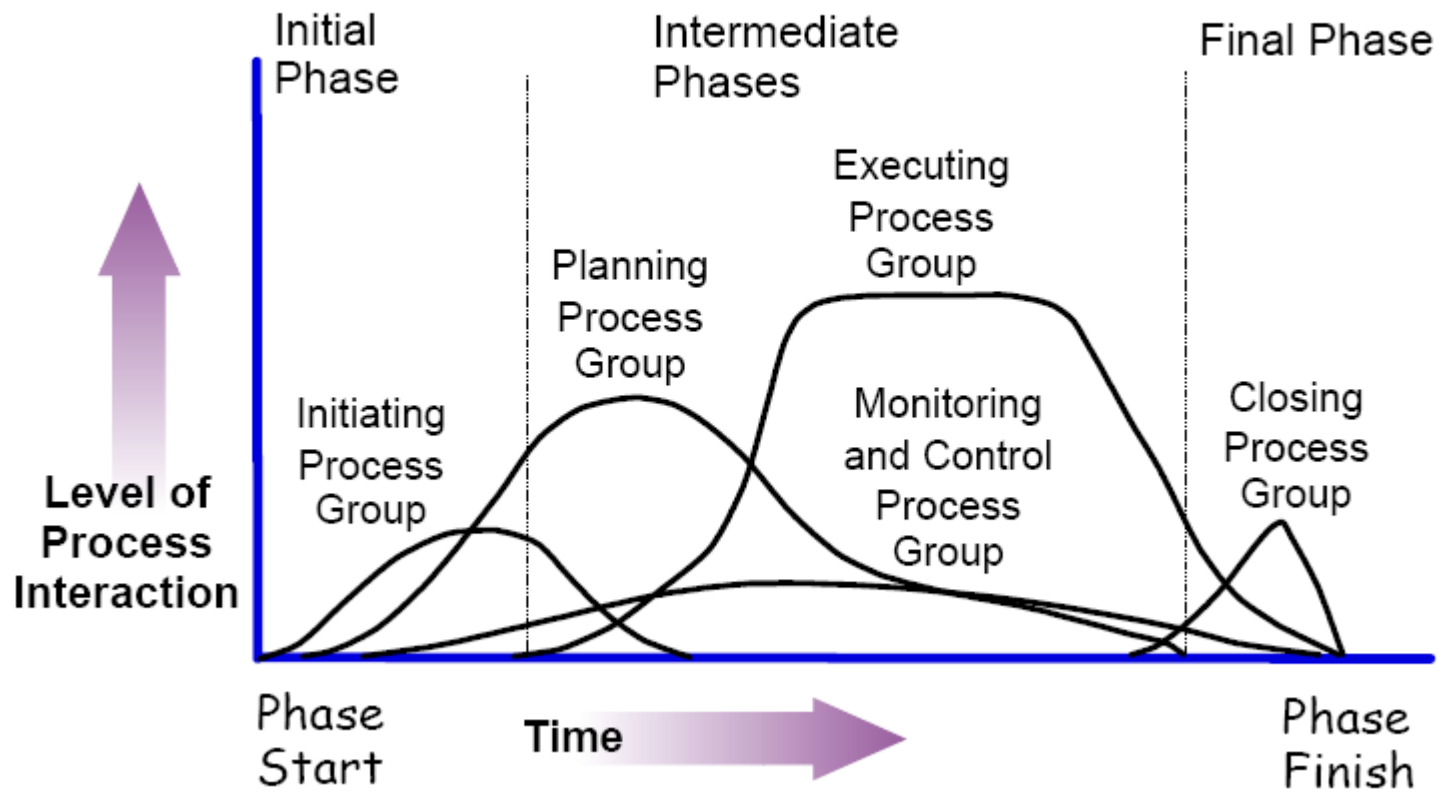 Initial
Phase
Intermediate
Phases
Final Phase
Executing
Process
Group
Planning
Process
Group
Initiating
Process
Group
Monitoring
and Control
Process
Group
Closing
Process
Group
Level of
Process
Interaction
Phase
Start
Time
Phase
Finish